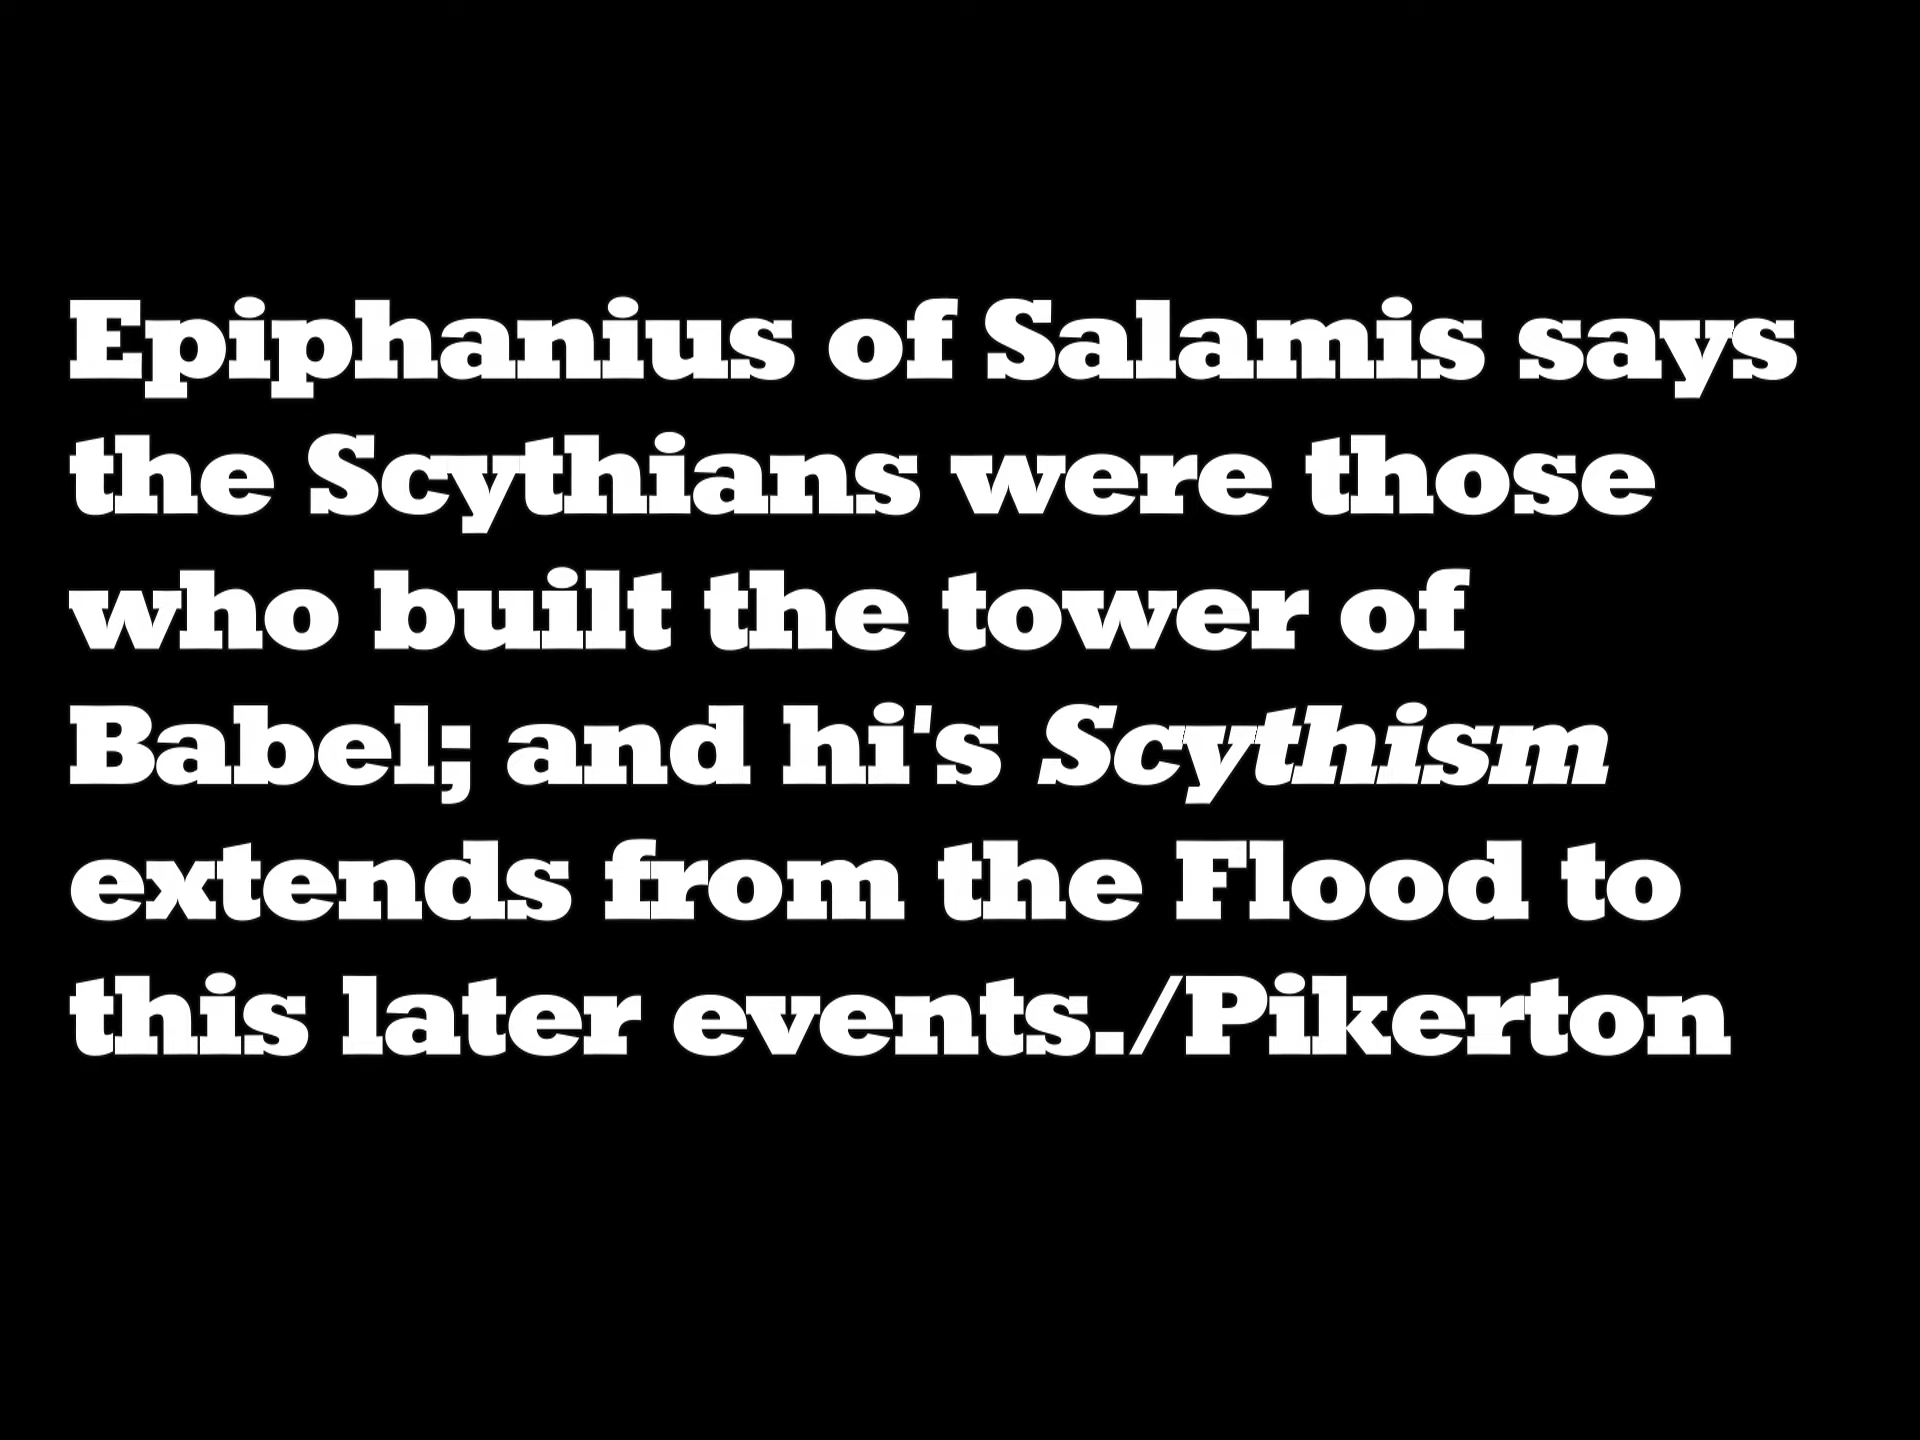 Epiphanius of Salamis says
the Scythians were those
who built the tower of
Babel; and hi's Scythism
extends from the Flood to
this later events./Pikerton